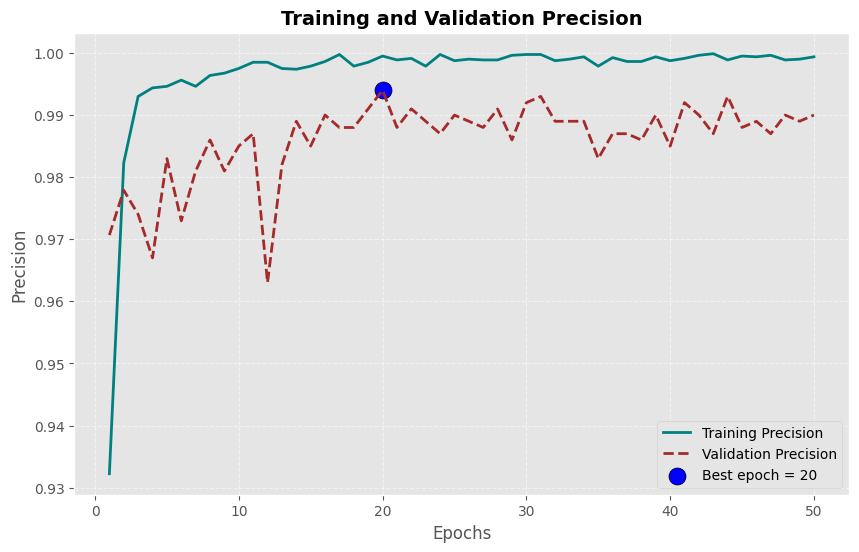 Training and Validation Precision
1.00
0.99
0.98
0.97
0.96
0.95
0.94
0.93
Precision
Training Precision
Validation Precision
Best epoch = 20
0
10
20
30
40
50
Epochs